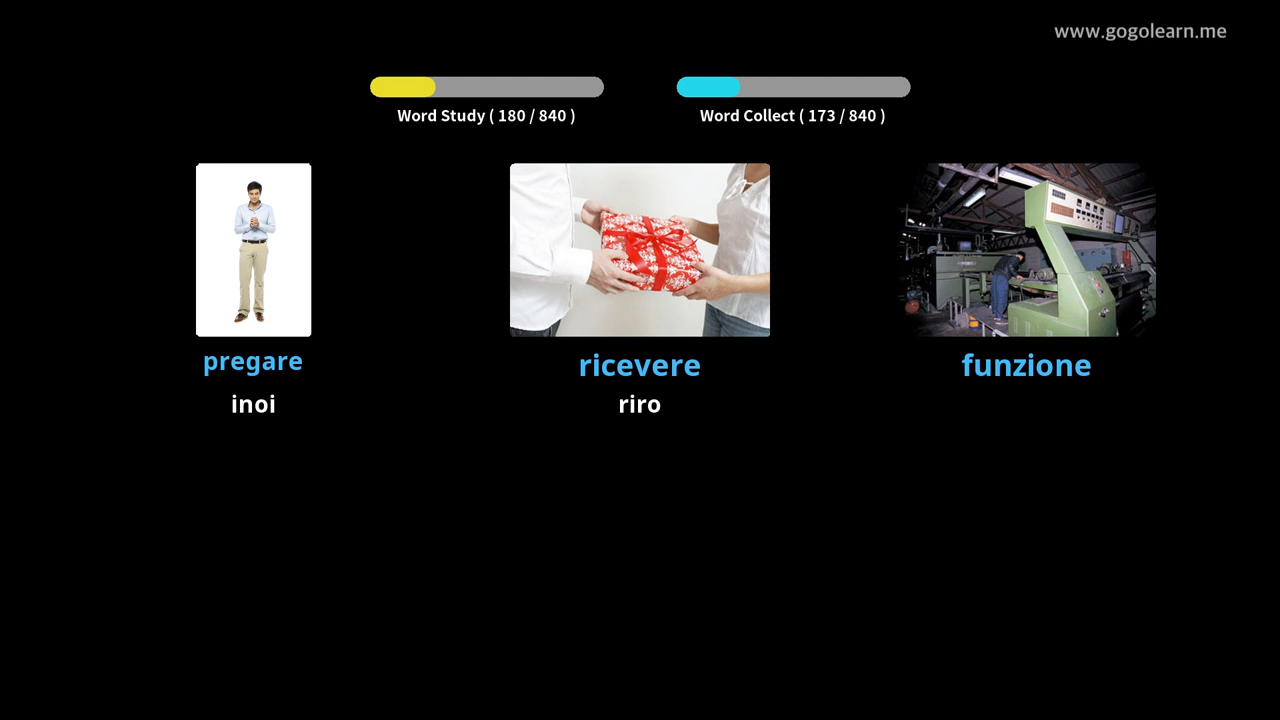 www.gogolearn.me
Word Study ( 180 / 840 )
Word Collect ( 173 / 840 )
pregare
ricevere
funzione
inoi
riro